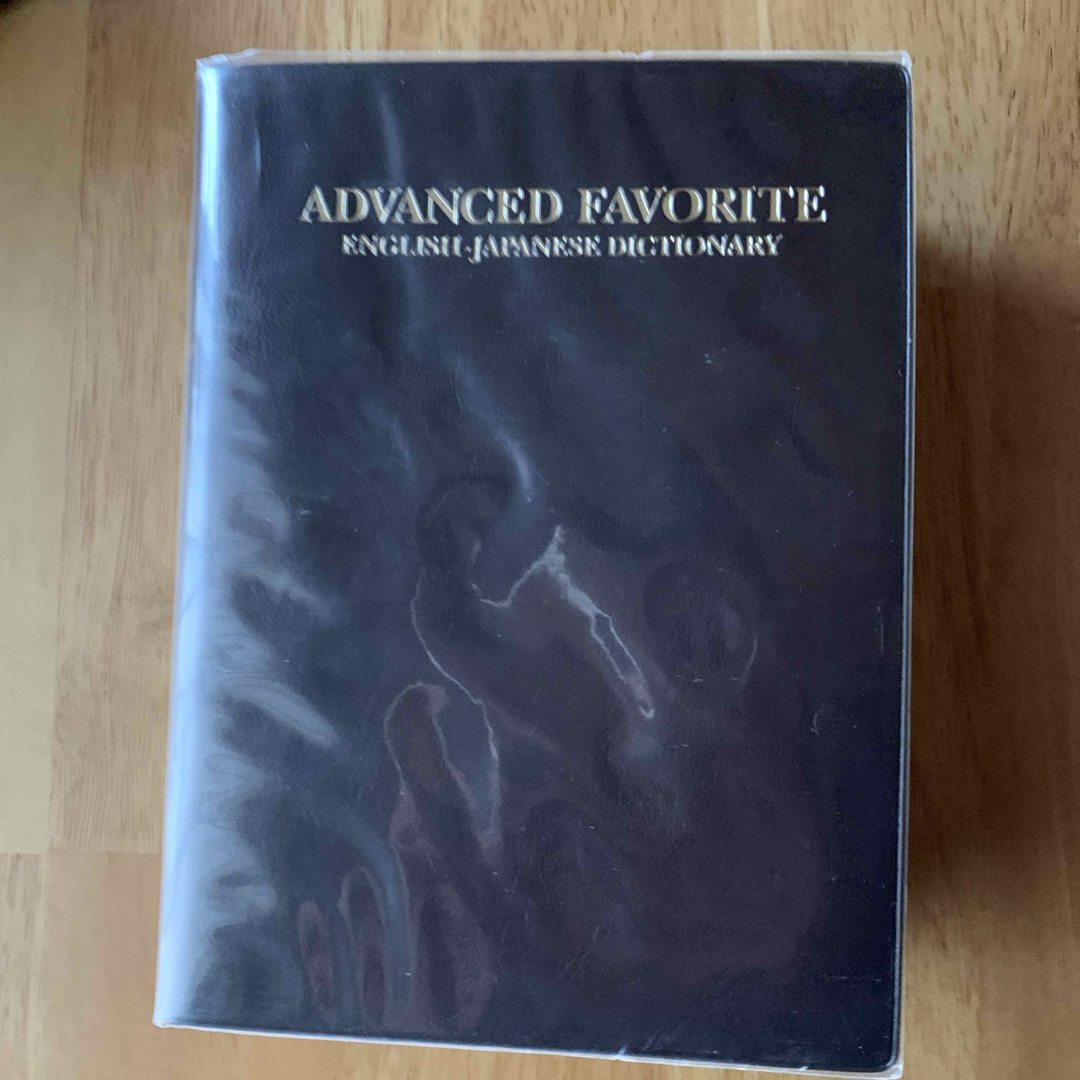 ADVANCED FAVORITE
ENGLISH-JAPANESE DICTIONARY